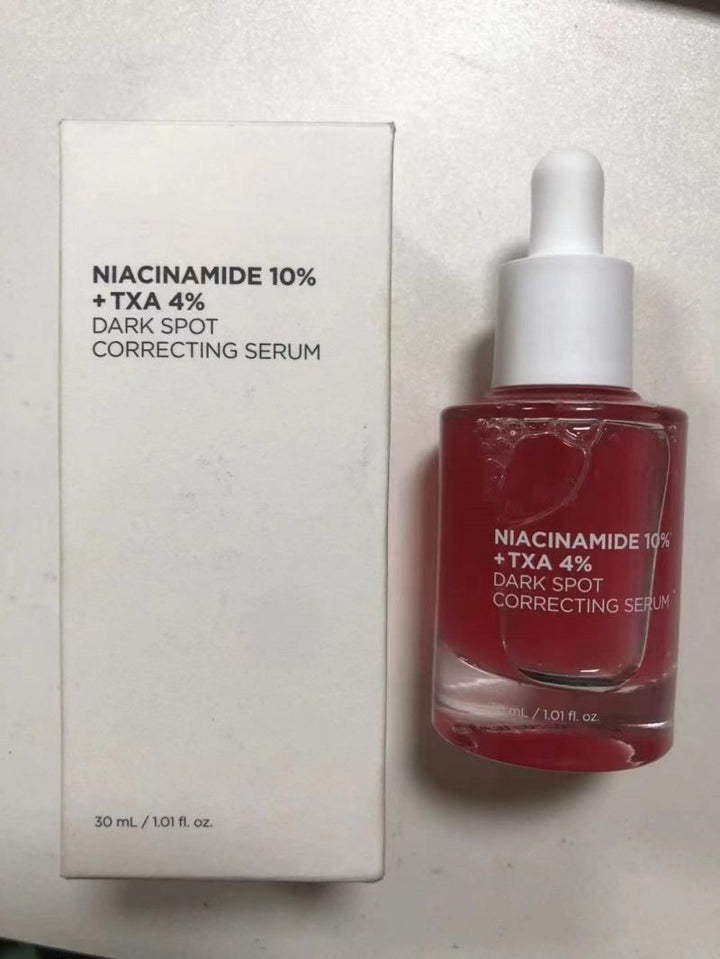 NIACINAMIDE 10%
+ TXA 4%
DARK SPOT
CORRECTING SERUM
30 mL / 1.01 fl. oz.
NIACINAMIDE 10%
+ TXA 4%
DARK SPOT
CORRECTING SERUM
mL / 1.01 fl. oz.